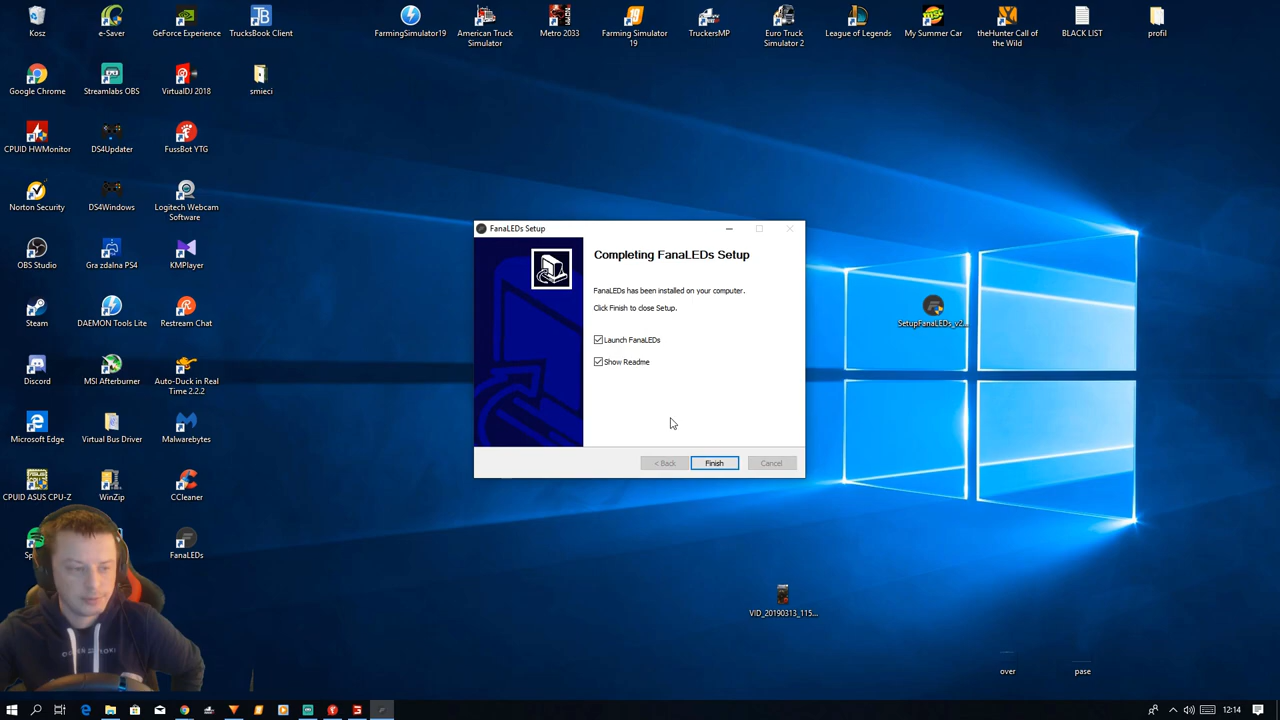 Kosz
e-Saver
GeForce Experience
TrucksBook Client
FarmingSimulator19
American Truck
Simulator
Metro 2033
Farming Simulator
19
TruckersMP
Euro Truck
Simulator 2
League of Legends
My Summer Car
theHunter Call of
the Wild
BLACK LIST
profil
Google Chrome
Streamlabs OBS
VirtualDJ 2018
smieci
CPUID HWMonitor
DS4Updater
FussBot YTG
Norton Security
DS4Windows
Logitech Webcam
Software
OBS Studio
Gra zdalna PS4
KMPlayer
Steam
DAEMON Tools Lite
Restream Chat
Discord
MSI Afterburner
Auto-Duck in Real
Time 2.2.2
Microsoft Edge
Virtual Bus Driver
Malwarebytes
CPUID ASUS CPU-Z
WinZip
CCleaner
FanaLEDs
FanaLEDs Setup
Completing FanaLEDs Setup
FanaLEDs has been installed on your computer.
Click Finish to close Setup.
Launch FanaLEDs
Show Readme
< Back
Finish
Cancel
SetupFanaLEDs_v2...
VID_20190313_115...
over
pase
12:14